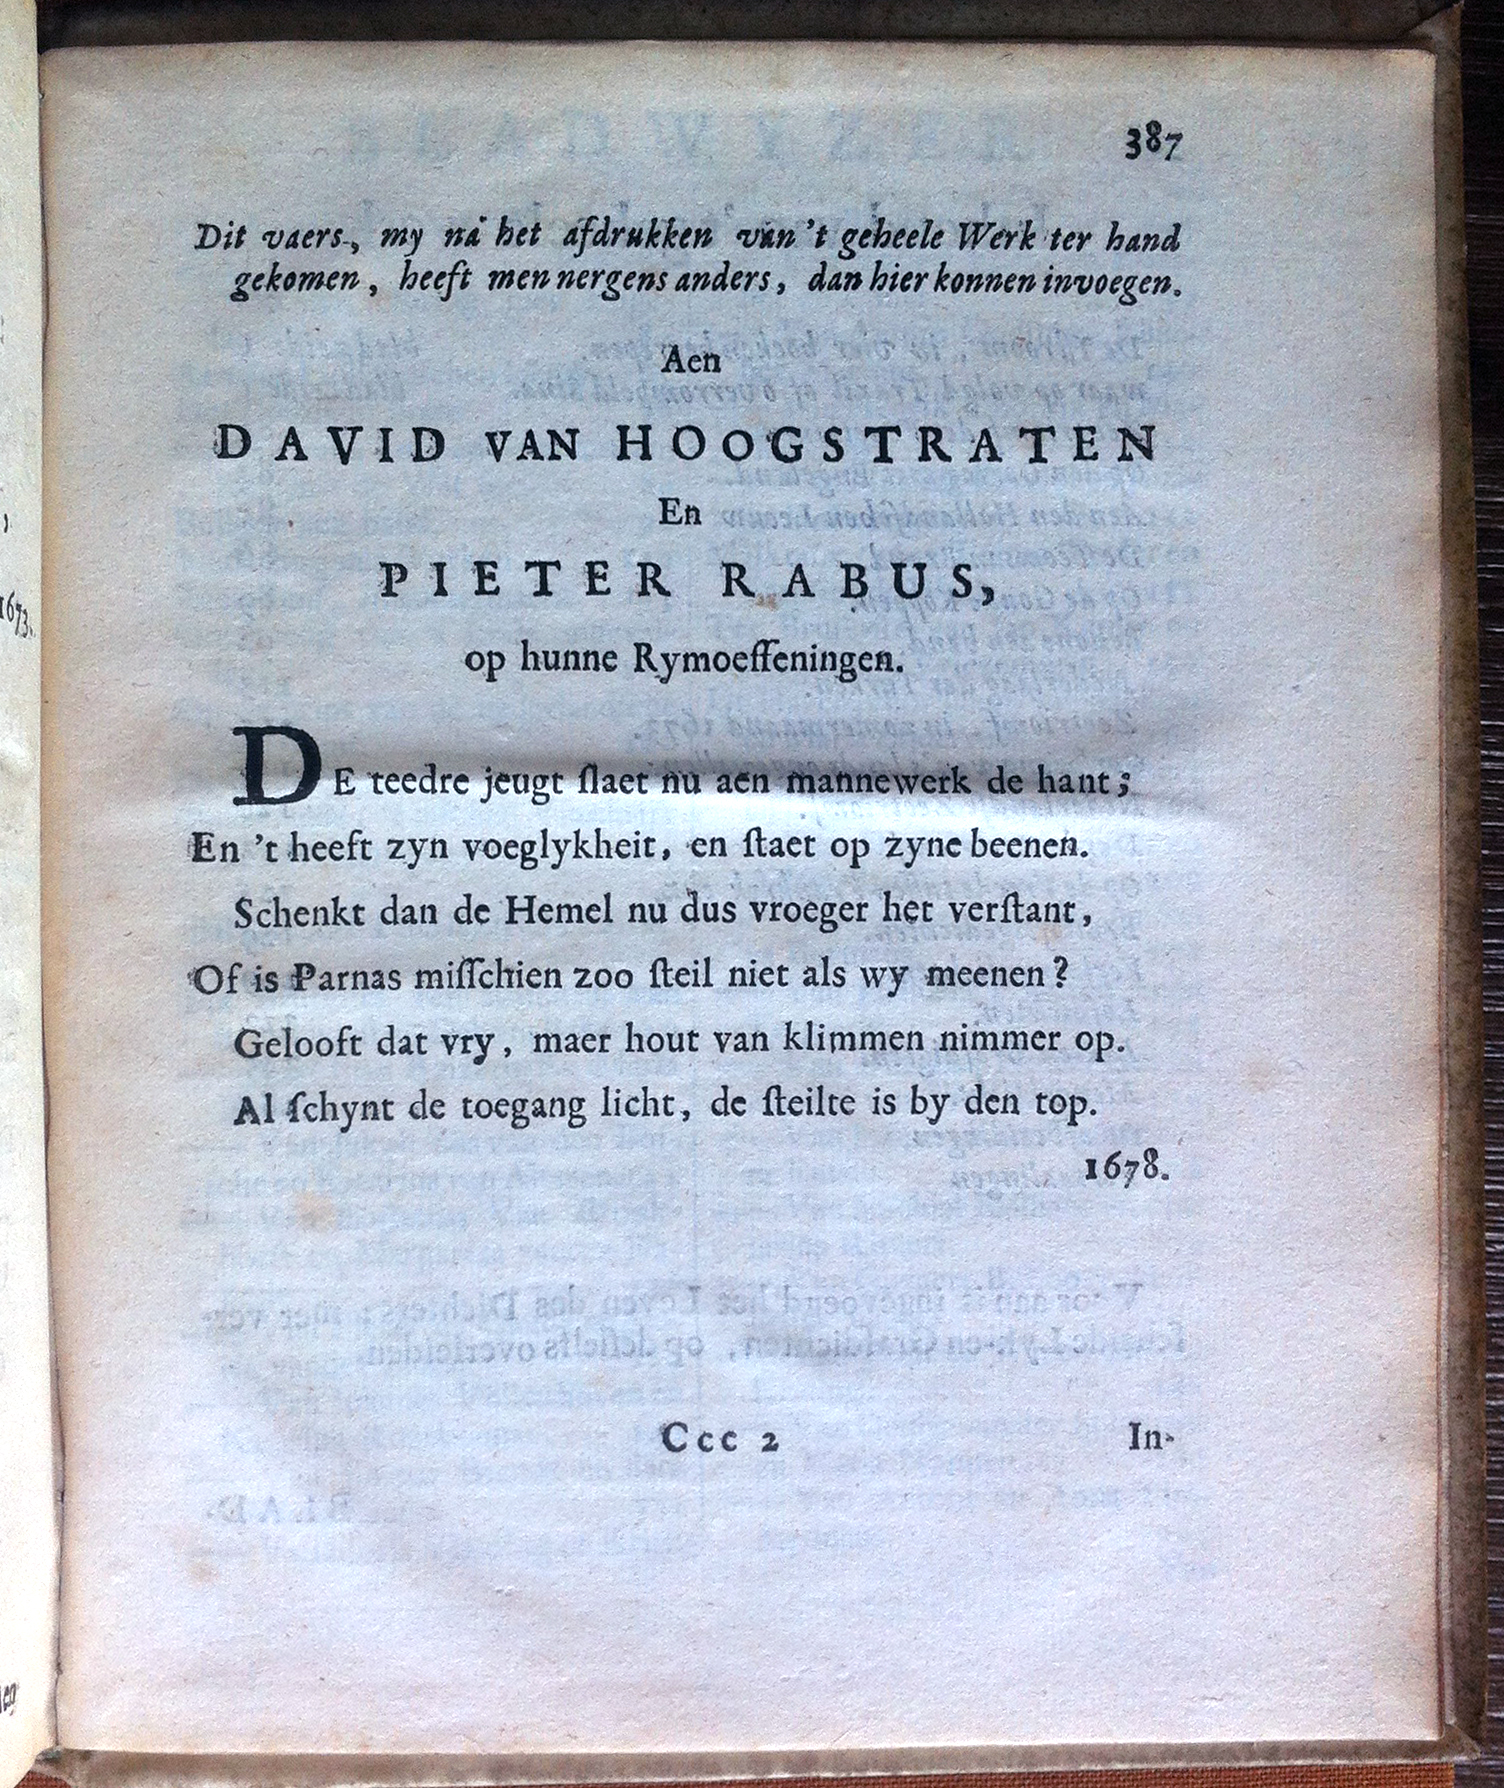 387
Dit vaers, my na het afdrukken van 't geheele Werk ter hand
gekomen, heeft men nergens anders, dan hier konnen invoegen.
Aen
DAVID VAN HOOGSTRATEN
En
PIETER RABUS,
op hunne Rymoeffeningen.
DE teedre jeugt ſlaet nu aen mannewerk de hant;
En 't heeft zyn voeglykheit, en ſtaet op zyne beenen.
Schenkt dan de Hemel nu dus vroeger het verſtant,
Of is Parnas miſſchien zoo ſteil niet als wy meenen?
Gelooft dat vry, maer hout van klimmen nimmer op.
Al ſchynt de toegang licht, de ſteilte is by den top.
1678.
Ccc 2 In-
1673.